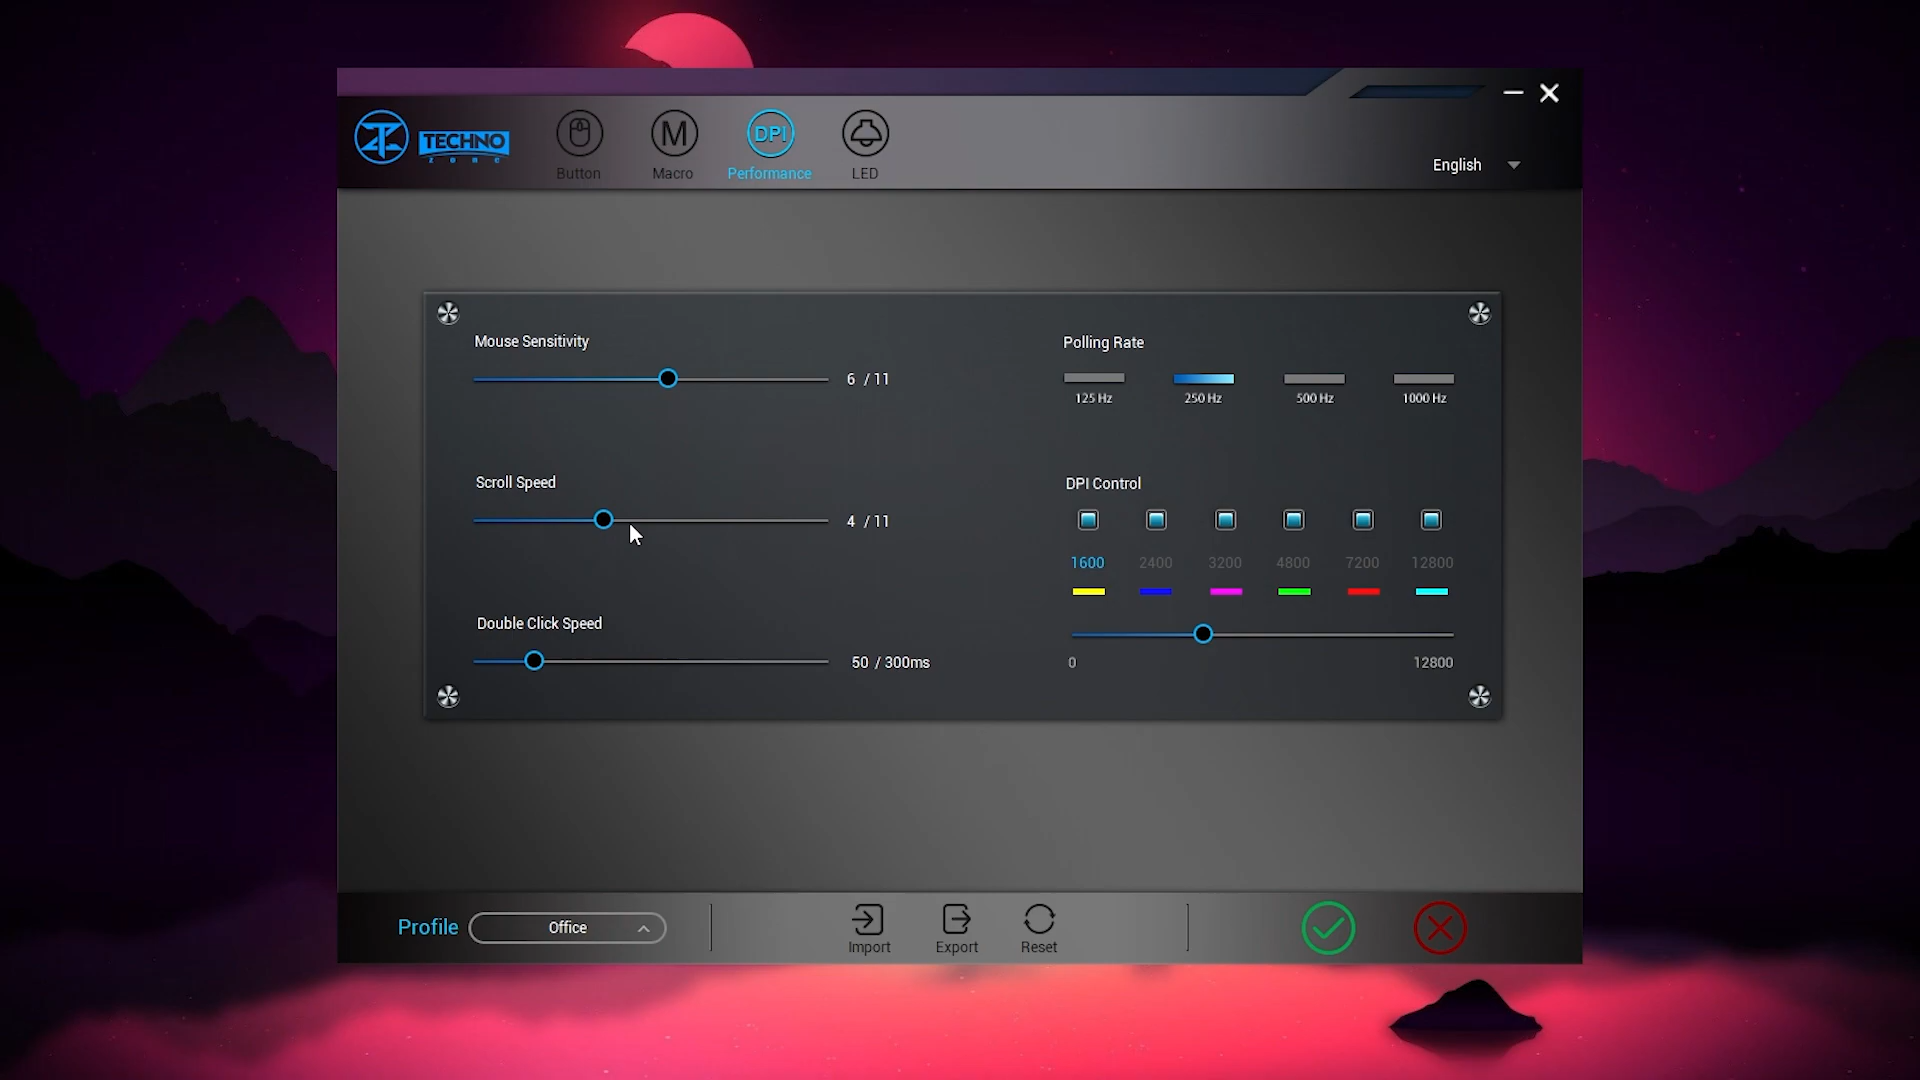 TECHNO
ZONE
Button
M
Macro
DPI
Performance
LED
English
Mouse Sensitivity
6 / 11
Polling Rate
125 Hz
250 Hz
500 Hz
1000 Hz
Scroll Speed
4 / 11
DPI Control
1600
2400
3200
4800
7200
12800
Double Click Speed
50 / 300ms
0
12800
Profile
Office
Import
Export
Reset